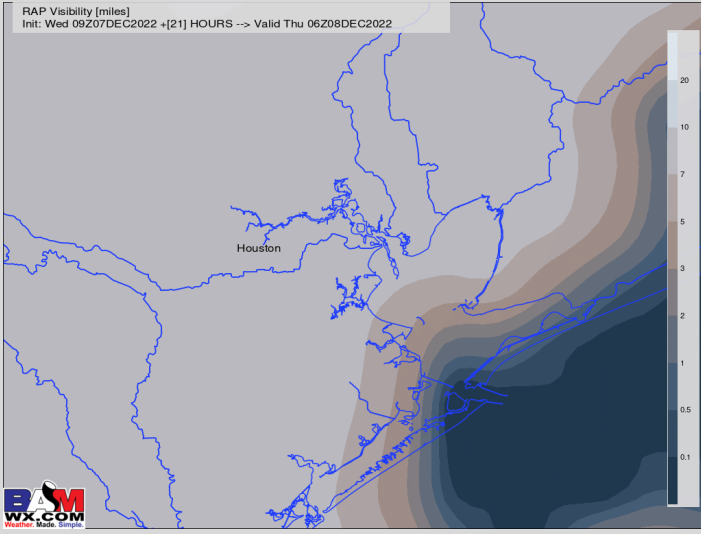 RAP Visibility [miles]
Init: Wed 09Z07DEC2022 +[21] HOURS --> Valid Thu 06Z08DEC2022
20
10
7
5
3
2
1
0.5
0.1
Houston
BAM
WX.COM
Weather. Made. Simple.